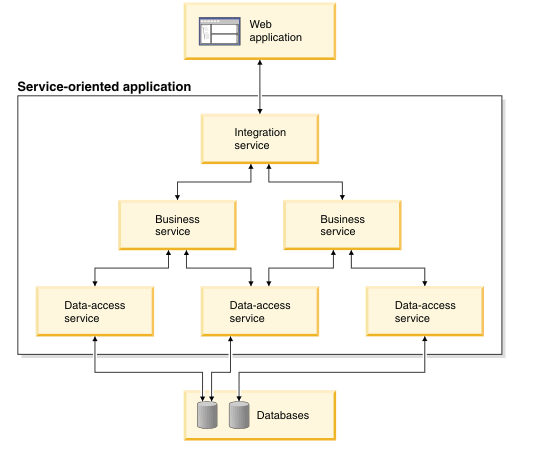 Web
application
Service-oriented application
Integration
service
Business
service
Business
service
Data-access
service
Data-access
service
Data-access
service
Databases